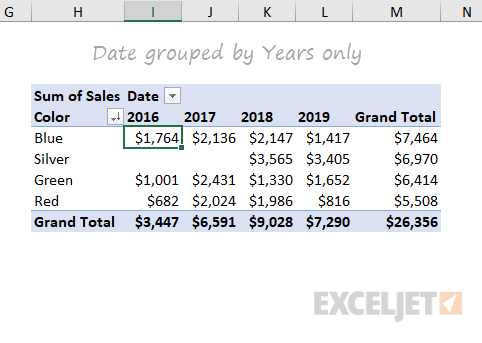 G H I J K L M N
Date grouped by Years only
Sum of Sales Date
Color 2016 2017 2018 2019 Grand Total
Blue $1,764 $2,136 $2,147 $1,417 $7,464
Silver $3,565 $3,405 $6,970
Green $1,001 $2,431 $1,330 $1,652 $6,414
Red $682 $2,024 $1,986 $816 $5,508
Grand Total $3,447 $6,591 $9,028 $7,290 $26,356
EXCELJET